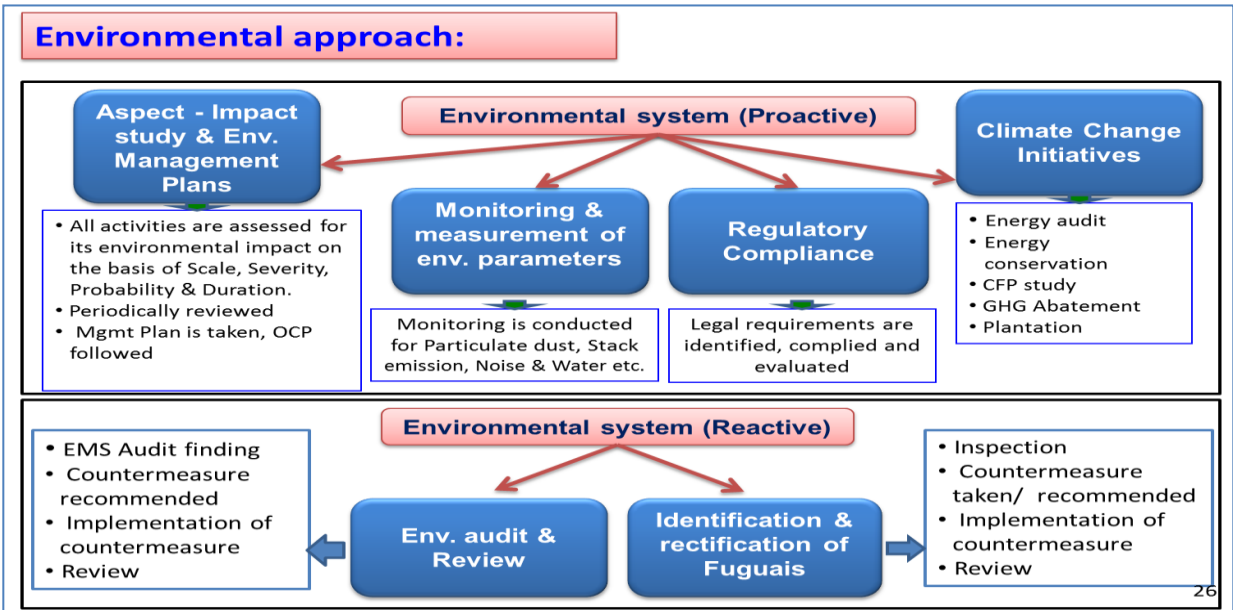 Environmental approach:
Environmental system (Proactive)
Aspect - Impact
study & Env.
Management
Plans
• All activities are assessed for
its environmental impact on
the basis of Scale, Severity,
Probability & Duration.
• Periodically reviewed
• Mgmt Plan is taken, OCP
followed
Monitoring &
measurement of
env. parameters
Monitoring is conducted
for Particulate dust, Stack
emission, Noise & Water etc.
Regulatory
Compliance
Legal requirements are
identified, complied and
evaluated
Climate Change
Initiatives
• Energy audit
• Energy
conservation
• CFP study
• GHG Abatement
• Plantation
Environmental system (Reactive)
• EMS Audit finding
• Countermeasure
recommended
• Implementation of
countermeasure
• Review
Env. audit &
Review
Identification &
rectification of
Fuguais
• Inspection
• Countermeasure
taken/ recommended
• Implementation of
countermeasure
• Review
26